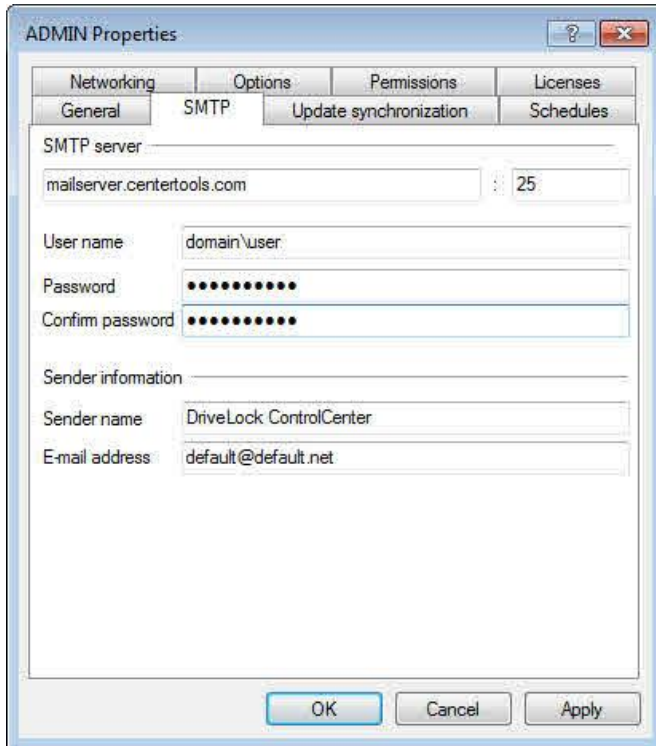 ADMIN Properties ?
Networking Options Permissions Licenses
General SMTP Update synchronization Schedules
SMTP server
mailserver.centertools.com : 25
User name domain\user
Password ••••••••••
Confirm password ••••••••••
Sender information
Sender name DriveLock ControlCenter
E-mail address default@default.net
OK Cancel Apply